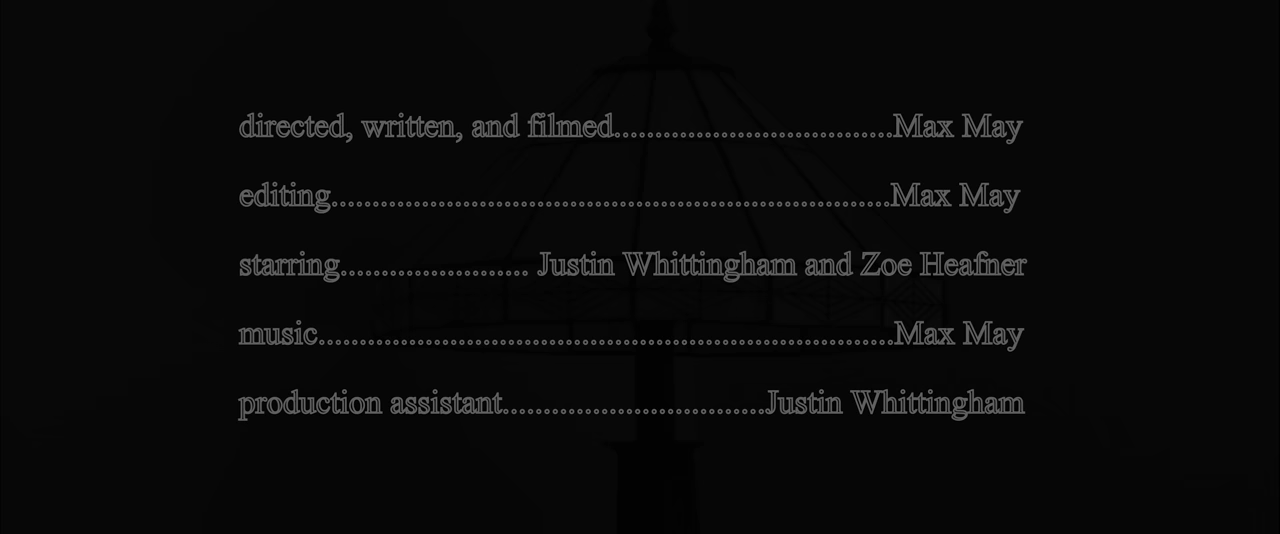 directed, written, and filmed..................................Max May
editing....................................................................Max May
starring....................... Justin Whittingham and Zoe Heafner
music......................................................................Max May
production assistant................................Justin Whittingham